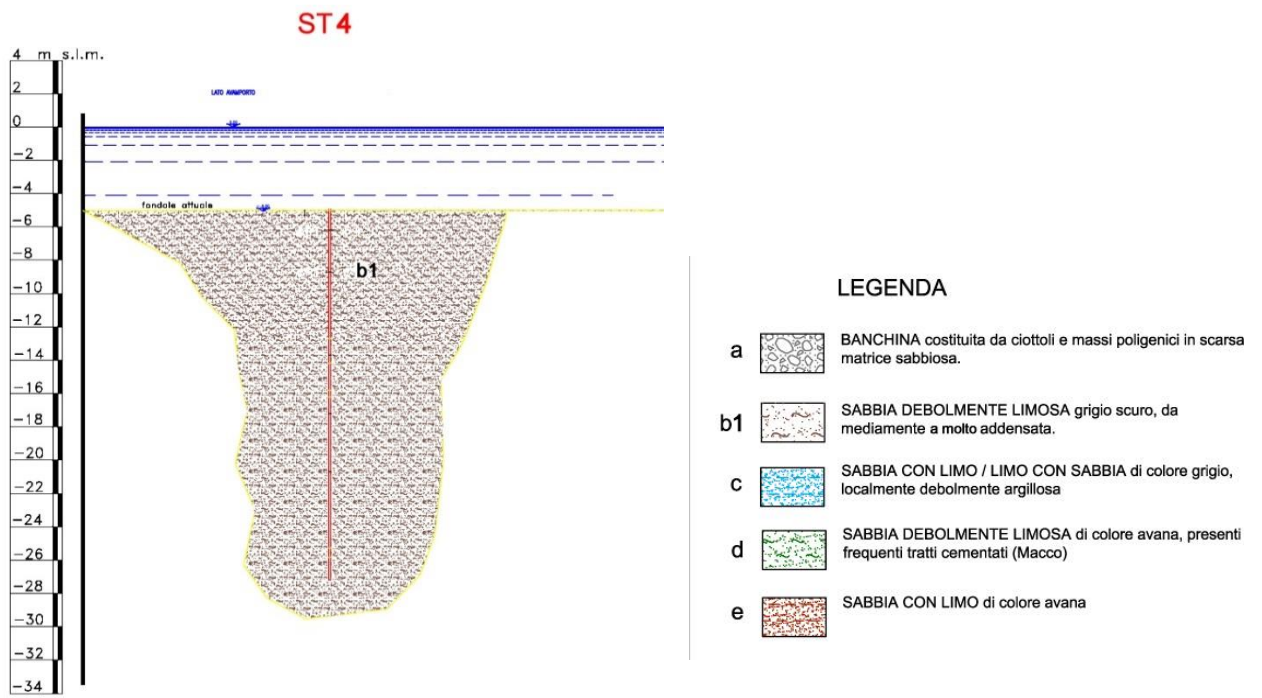 ST4
4 m s.l.m.
LATO AVAMPORTO
2
0
-2
-4
fondale attuale
-6
-8
b1
-10
-12
-14
-16
-18
-20
-22
-24
-26
-28
-30
-32
-34
LEGENDA
a
BANCHINA costituita da ciottoli e massi poligenici in scarsa
matrice sabbiosa.
b1
SABBIA DEBOLMENTE LIMOSA grigio scuro, da
mediamente a molto addensata.
c
SABBIA CON LIMO / LIMO CON SABBIA di colore grigio,
localmente debolmente argillosa
d
SABBIA DEBOLMENTE LIMOSA di colore avana, presenti
frequenti tratti cementati (Macco)
e
SABBIA CON LIMO di colore avana